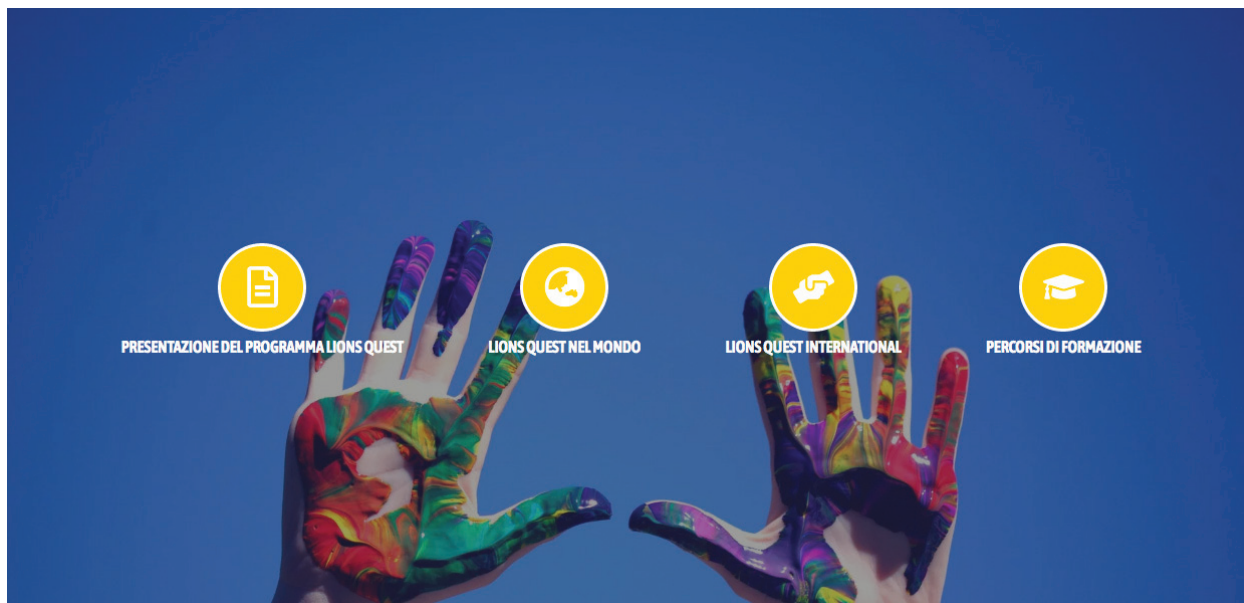 PRESENTAZIONE DEL PROGRAMMA LIONS QUEST
LIONS QUEST NEL MONDO
LIONS QUEST INTERNATIONAL
PERCORSI DI FORMAZIONE